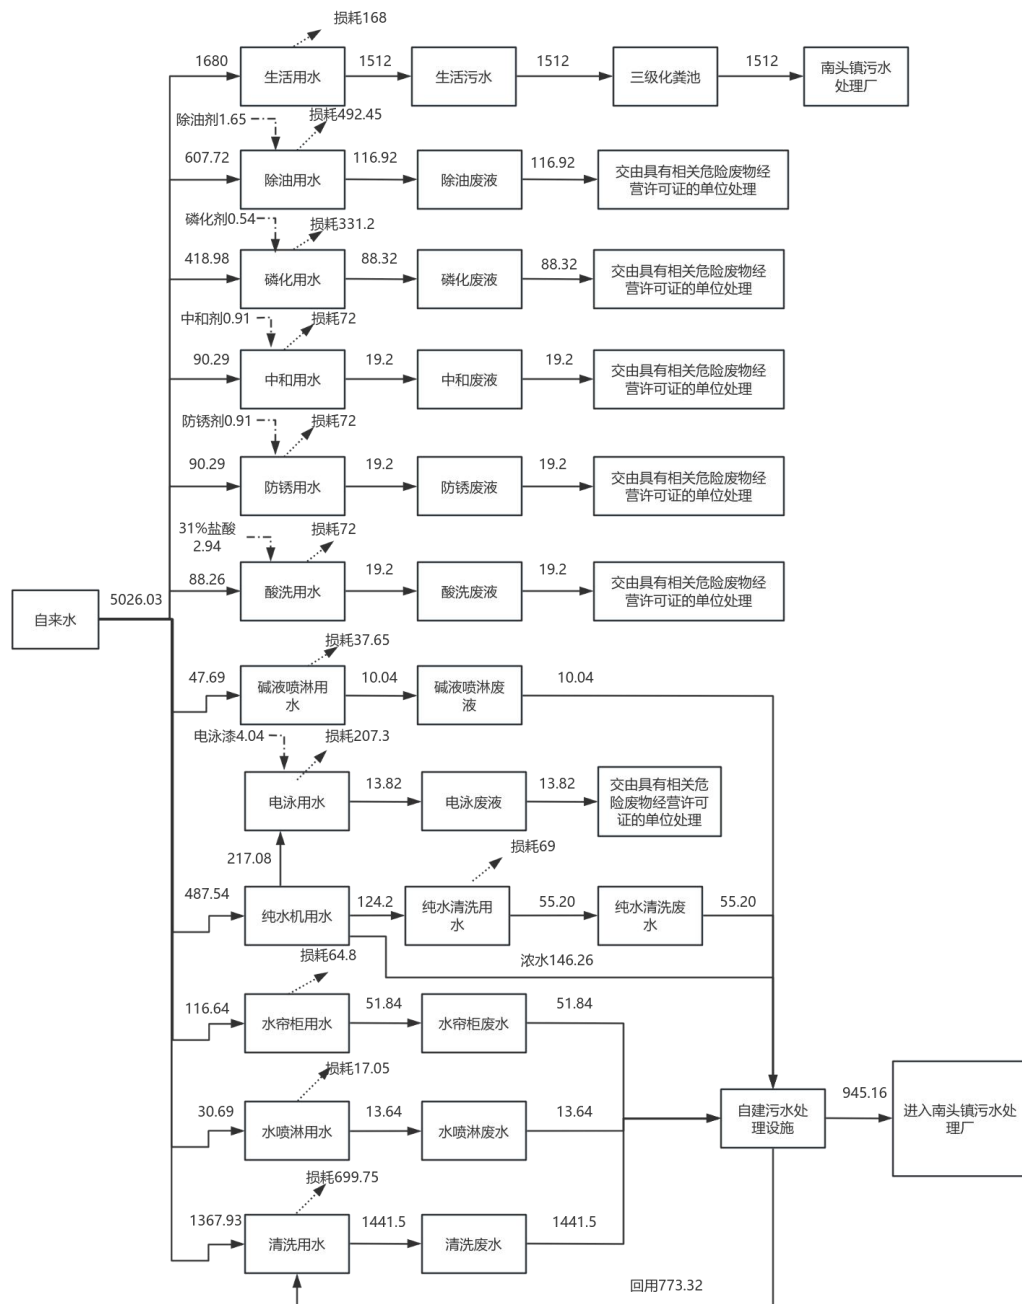 损耗168
1680
生活用水
1512
生活污水
1512
三级化粪池
1512
南头镇污水
处理厂
除油剂1.65
损耗492.45
607.72
除油用水
116.92
除油废液
116.92
交由具有相关危险废物经
营许可证的单位处理
磷化剂0.54
损耗331.2
418.98
磷化用水
88.32
磷化废液
88.32
交由具有相关危险废物经
营许可证的单位处理
中和剂0.91
损耗72
90.29
中和用水
19.2
中和废液
19.2
交由具有相关危险废物经
营许可证的单位处理
防锈剂0.91
损耗72
90.29
防锈用水
19.2
防锈废液
19.2
交由具有相关危险废物经
营许可证的单位处理
31%盐酸
2.94
损耗72
88.26
酸洗用水
19.2
酸洗废液
19.2
交由具有相关危险废物经
营许可证的单位处理
自来水
5026.03
损耗37.65
47.69
碱液喷淋用
水
10.04
碱液喷淋废
液
10.04
电泳漆4.04
损耗207.3
电泳用水
13.82
电泳废液
13.82
交由具有相关危
险废物经营许可
证的单位处理
217.08
损耗69
487.54
纯水机用水
124.2
纯水清洗用
水
55.20
纯水清洗废
水
55.20
浓水146.26
损耗64.8
116.64
水帘柜用水
51.84
水帘柜废水
51.84
损耗17.05
30.69
水喷淋用水
13.64
水喷淋废水
13.64
自建污水处
理设施
945.16
进入南头镇污水处
理厂
损耗699.75
1367.93
清洗用水
1441.5
清洗废水
1441.5
回用773.32